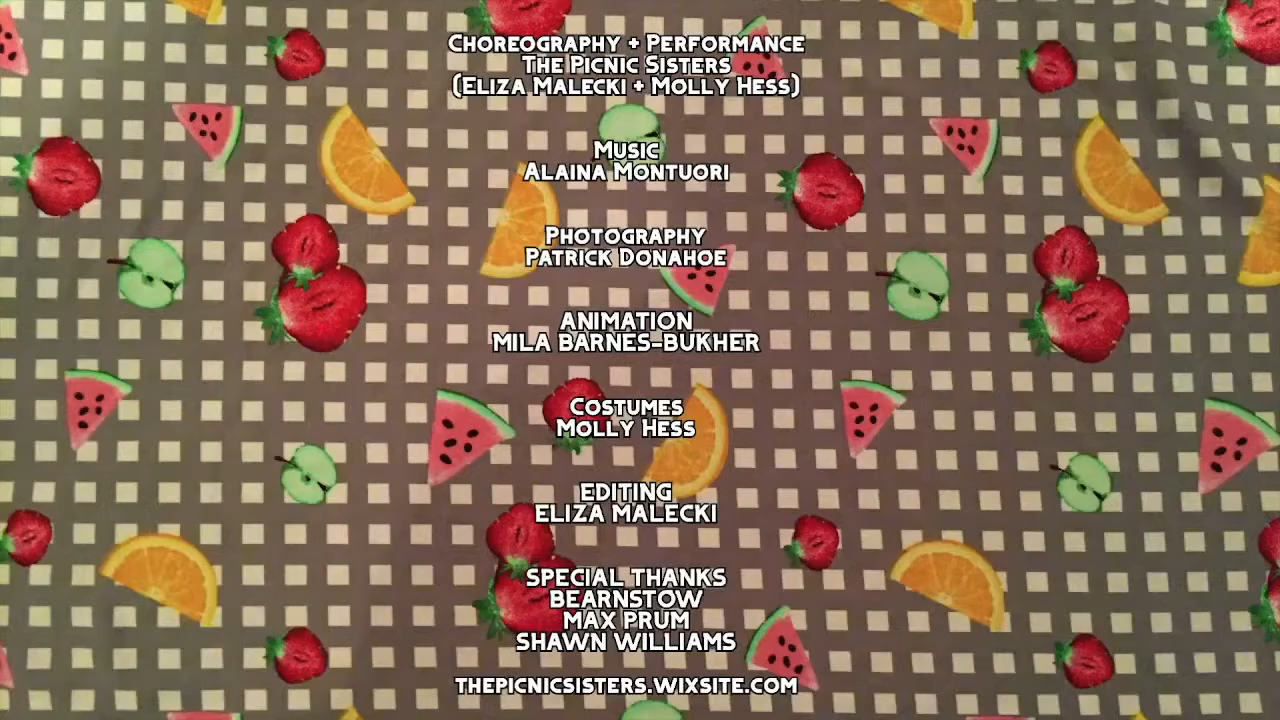 Choreography + Performance
The Picnic Sisters
(Eliza Malecki + Molly Hess)
Music
Alaina Montuori
Photography
Patrick Donahoe
ANIMATION
MILA BARNES-BUKHER
Costumes
Molly Hess
EDITING
ELIZA MALECKI
SPECIAL THANKS
BEARNSTOW
MAX PRUM
SHAWN WILLIAMS
THEPICNICSISTERS.WIXSITE.COM